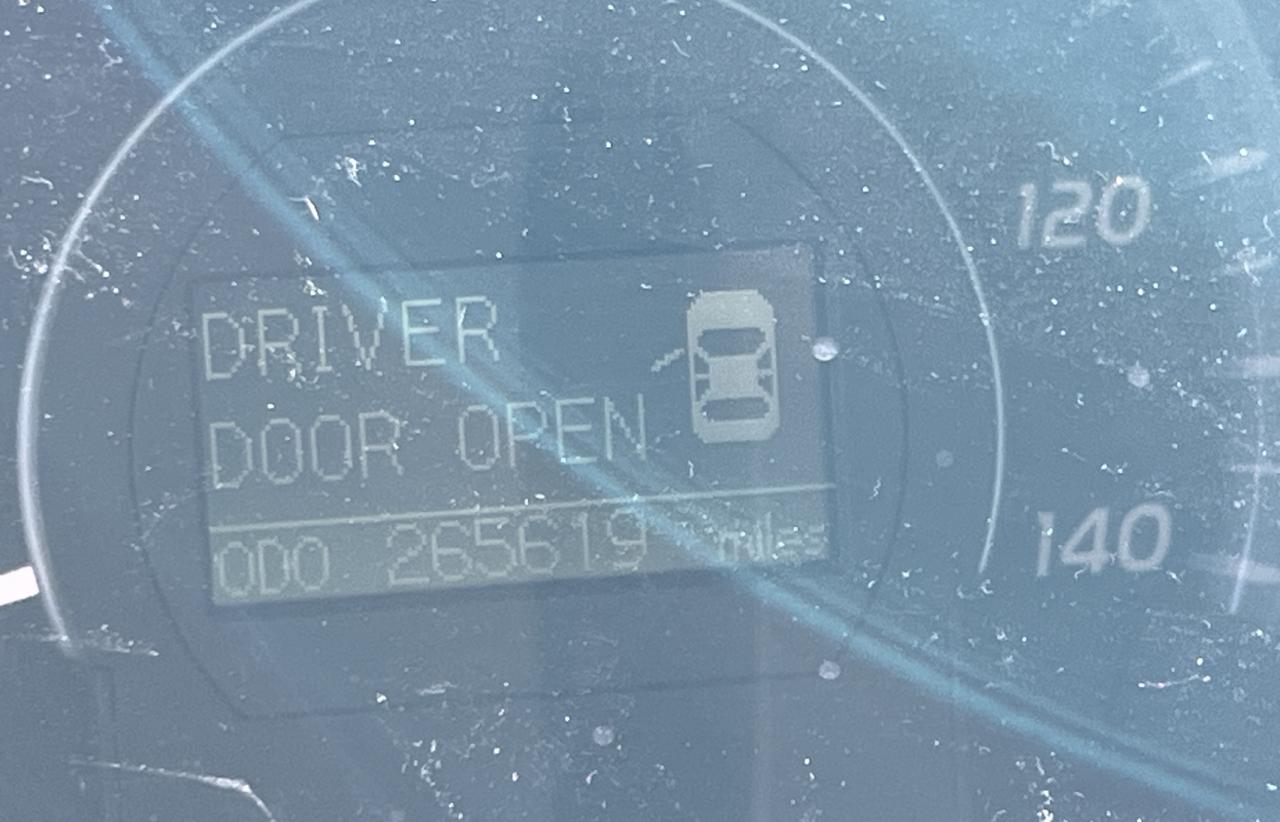 DRIVER
DOOR OPEN
ODO 265619 miles
120
140